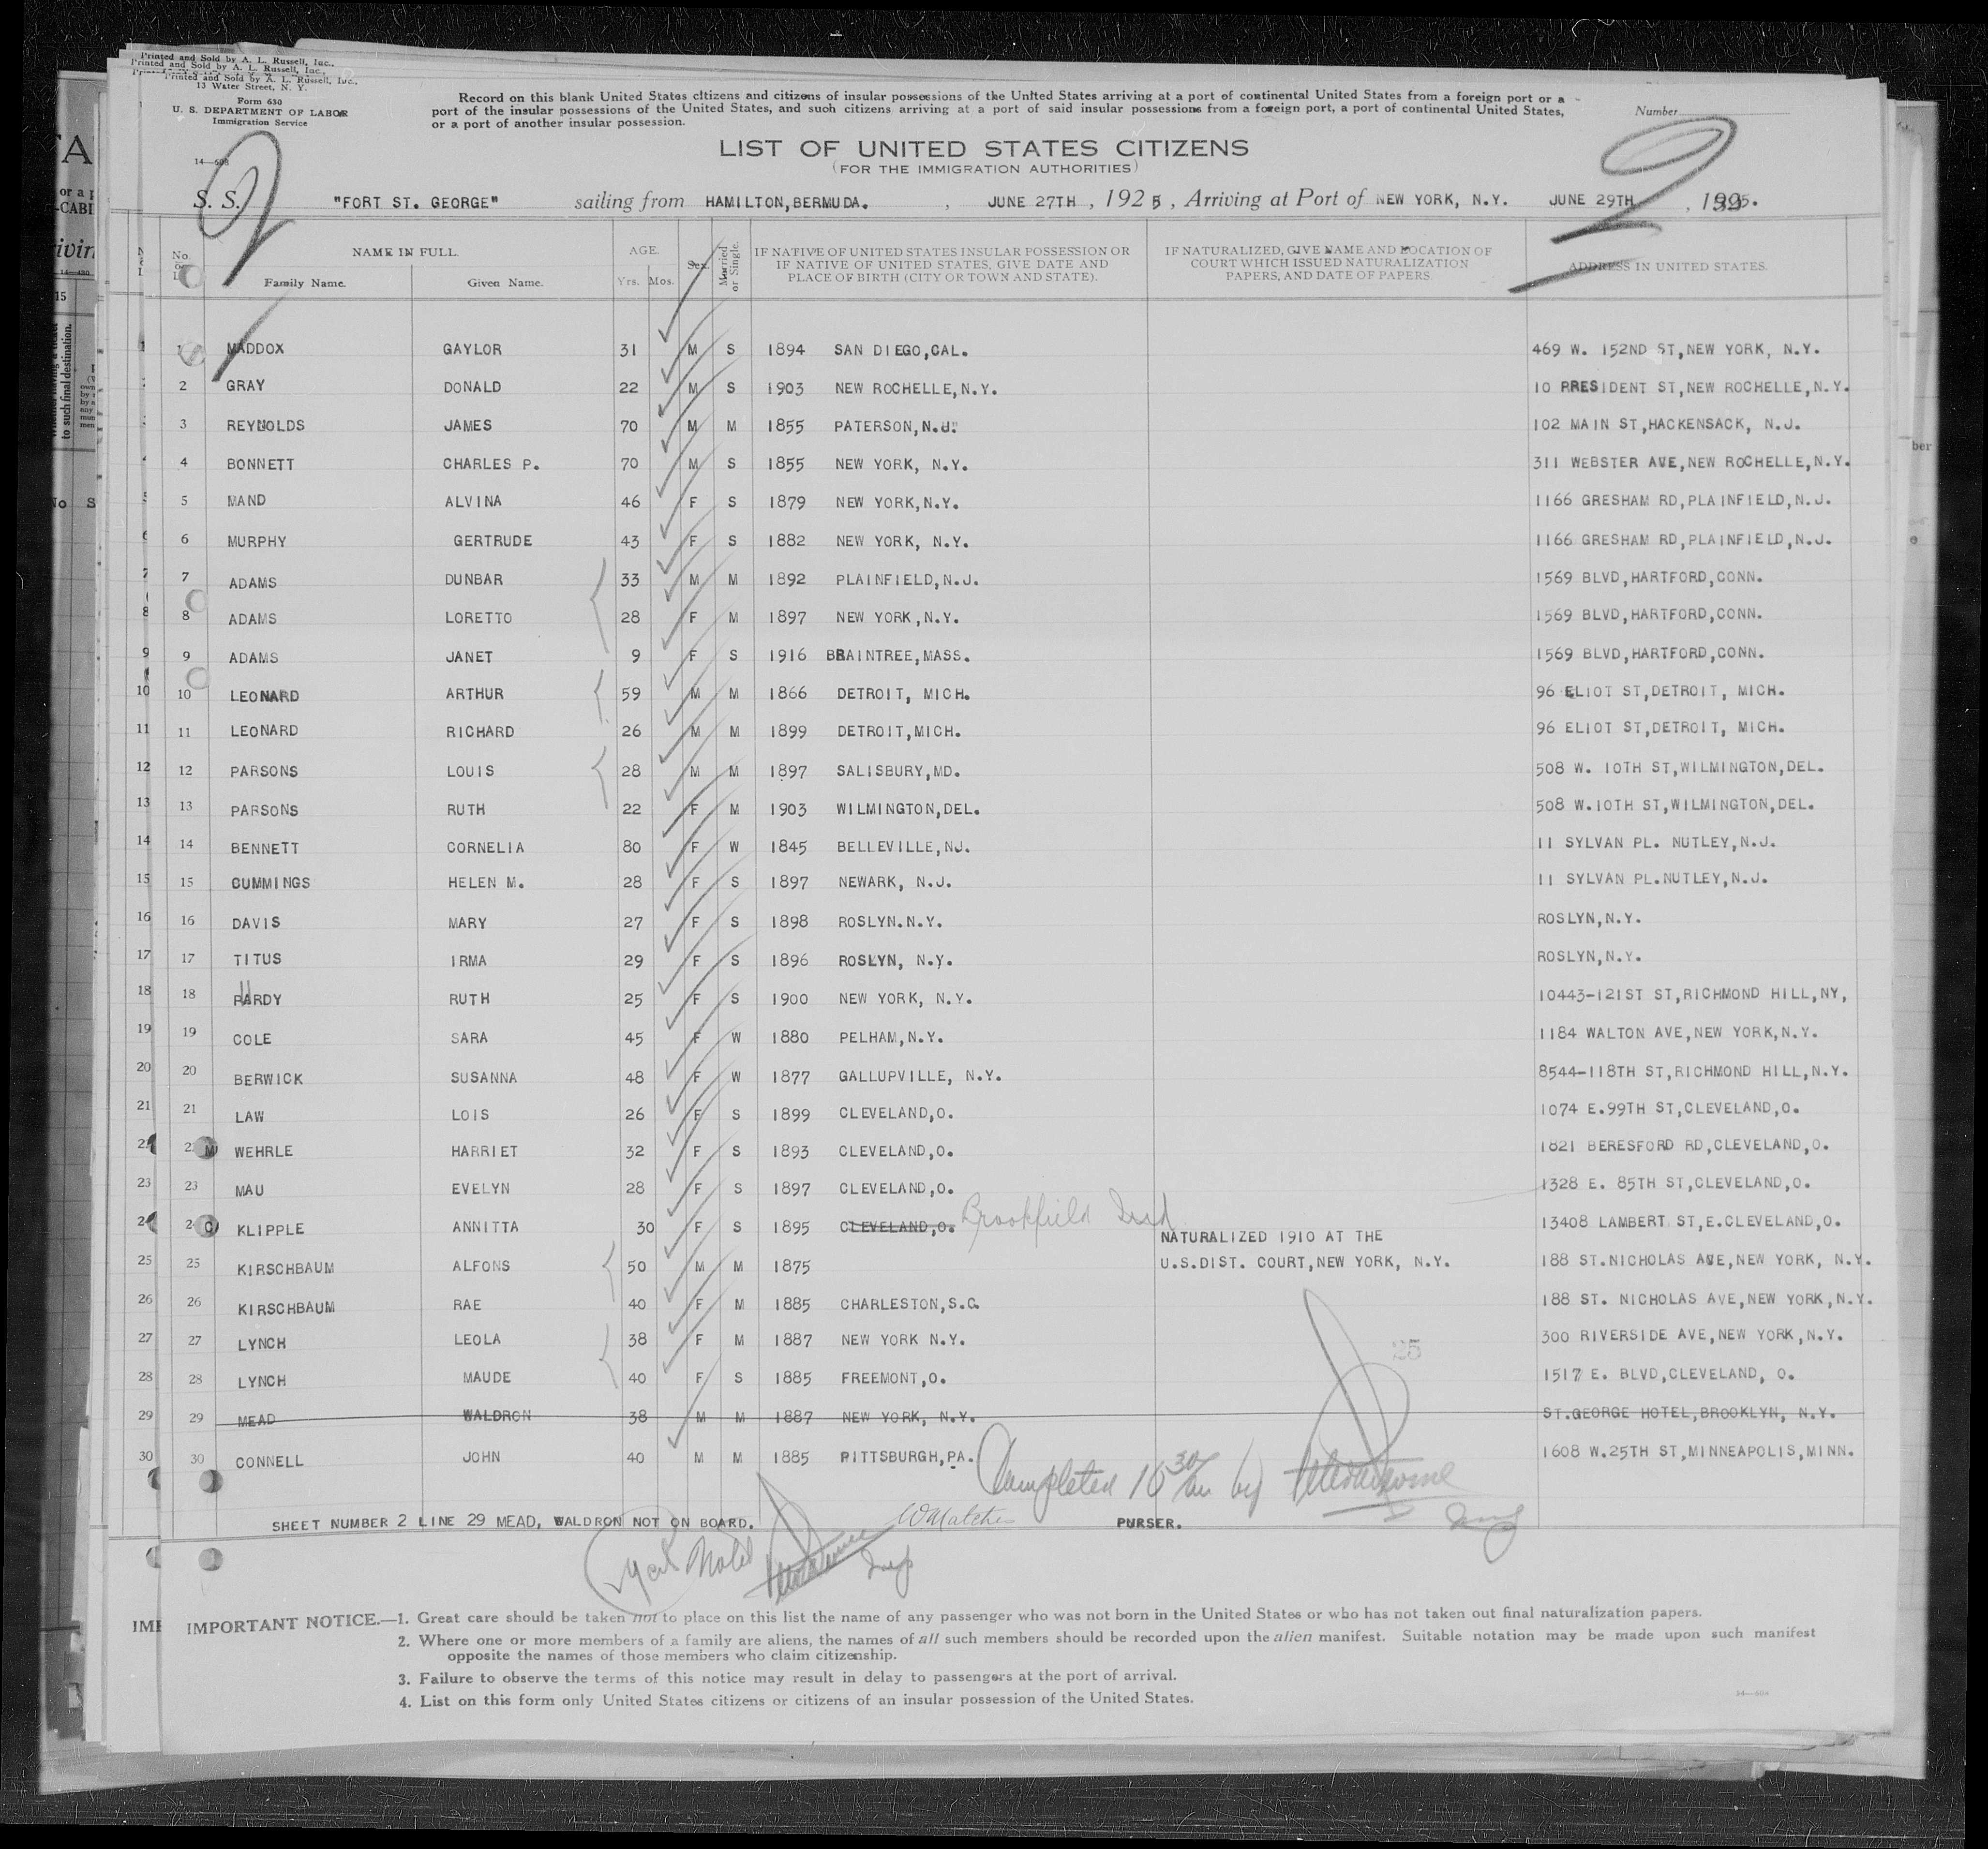 Printed and Sold by A. L. Russell, Inc.,
Printed and Sold by A. L. Russell, Inc.,
Printed and Sold by A. L. Russell, Inc.,
13 Water Street, N. Y.
Form 630
U. S. DEPARTMENT OF LABOR
Immigration Service
14—608
Record on this blank United States citizens and citizens of insular possessions of the United States arriving at a port of continental United States from a foreign port or a
port of the insular possessions of the United States, and such citizens arriving at a port of said insular possessions from a foreign port, a port of continental United States,
or a port of another insular possession.
Number
2
2
LIST OF UNITED STATES CITIZENS
(FOR THE IMMIGRATION AUTHORITIES)
S. S. "FORT ST. GEORGE" sailing from HAMILTON,BERMUDA. , JUNE 27TH , 1925 , Arriving at Port of NEW YORK, N.Y. JUNE 29TH , 1925.
No. NAME IN FULL. AGE. Sex. Married or Single. IF NATIVE OF UNITED STATES INSULAR POSSESSION OR IF NATIVE OF UNITED STATES, GIVE DATE AND PLACE OF BIRTH (CITY OR TOWN AND STATE). IF NATURALIZED, GIVE NAME AND LOCATION OF COURT WHICH ISSUED NATURALIZATION PAPERS, AND DATE OF PAPERS. ADDRESS IN UNITED STATES.
Family Name. Given Name. Yrs. Mos.
1 MADDOX GAYLOR 31 M S 1894 SAN DIEGO,CAL. 469 W. 152ND ST,NEW YORK, N.Y.
2 GRAY DONALD 22 M S 1903 NEW ROCHELLE,N.Y. 10 PRESIDENT ST,NEW ROCHELLE,N.Y.
3 REYNOLDS JAMES 70 M M 1855 PATERSON,N.J. 102 MAIN ST,HACKENSACK, N.J.
4 BONNETT CHARLES P. 70 M S 1855 NEW YORK, N.Y. 311 WEBSTER AVE,NEW ROCHELLE,N.Y.
5 MAND ALVINA 46 F S 1879 NEW YORK,N.Y. 1166 GRESHAM RD,PLAINFIELD,N.J.
6 MURPHY GERTRUDE 43 F S 1882 NEW YORK, N.Y. 1166 GRESHAM RD,PLAINFIELD,N.J.
7 ADAMS DUNBAR 33 M M 1892 PLAINFIELD,N.J. 1569 BLVD,HARTFORD,CONN.
8 ADAMS LORETTO 28 F M 1897 NEW YORK,N.Y. 1569 BLVD,HARTFORD,CONN.
9 ADAMS JANET 9 F S 1916 BRAINTREE,MASS. 1569 BLVD,HARTFORD,CONN.
10 LEONARD ARTHUR 59 M M 1866 DETROIT, MICH. 96 ELIOT ST,DETROIT, MICH.
11 LEONARD RICHARD 26 M M 1899 DETROIT,MICH. 96 ELIOT ST,DETROIT, MICH.
12 PARSONS LOUIS 28 M M 1897 SALISBURY,MD. 508 W. 10TH ST,WILMINGTON,DEL.
13 PARSONS RUTH 22 F M 1903 WILMINGTON,DEL. 508 W.10TH ST,WILMINGTON,DEL.
14 BENNETT CORNELIA 80 F W 1845 BELLEVILLE,NJ. 11 SYLVAN PL. NUTLEY,N.J.
15 CUMMINGS HELEN M. 28 F S 1897 NEWARK, N.J. 11 SYLVAN PL.NUTLEY,N.J.
16 DAVIS MARY 27 F S 1898 ROSLYN.N.Y. ROSLYN,N.Y.
17 TITUS IRMA 29 F S 1896 ROSLYN, N.Y. ROSLYN,N.Y.
18 PARDY RUTH 25 F S 1900 NEW YORK, N.Y. 10443-121ST ST,RICHMOND HILL,NY,
19 COLE SARA 45 F W 1880 PELHAM,N.Y. 1184 WALTON AVE,NEW YORK,N.Y.
20 BERWICK SUSANNA 48 F W 1877 GALLUPVILLE, N.Y. 8544-118TH ST,RICHMOND HILL,N.Y.
21 LAW LOIS 26 F S 1899 CLEVELAND,O. 1074 E.99TH ST,CLEVELAND,O.
22 WEHRLE HARRIET 32 F S 1893 CLEVELAND,O. 1821 BERESFORD RD,CLEVELAND,O.
23 MAU EVELYN 28 F S 1897 CLEVELAND,O. 1328 E. 85TH ST,CLEVELAND,O.
24 KLIPPLE ANNITTA 30 F S 1895 CLEVELAND,O. Brookfield 13408 LAMBERT ST,E.CLEVELAND,O.
NATURALIZED 1910 AT THE
25 KIRSCHBAUM ALFONS 50 M M 1875 U.S.DIST. COURT,NEW YORK, N.Y. 188 ST.NICHOLAS AVE,NEW YORK, N.Y.
26 KIRSCHBAUM RAE 40 F M 1885 CHARLESTON,S.C. 188 ST. NICHOLAS AVE,NEW YORK,N.Y.
27 LYNCH LEOLA 38 F M 1887 NEW YORK N.Y. 300 RIVERSIDE AVE,NEW YORK,N.Y.
25
28 LYNCH MAUDE 40 F S 1885 FREEMONT,O. 1517 E. BLVD,CLEVELAND, O.
29 MEAD WALDRON 38 M M 1887 NEW YORK, N.Y. ST.GEORGE HOTEL,BROOKLYN, N.Y.
30 CONNELL JOHN 40 M M 1885 PITTSBURGH,PA. 1608 W.25TH ST,MINNEAPOLIS,MINN.
Completed 10 30 am by
SHEET NUMBER 2 LINE 29 MEAD, WALDRON NOT ON BOARD. PURSER.
IMPORTANT NOTICE.—1. Great care should be taken not to place on this list the name of any passenger who was not born in the United States or who has not taken out final naturalization papers.
2. Where one or more members of a family are aliens, the names of all such members should be recorded upon the alien manifest. Suitable notation may be made upon such manifest
opposite the names of those members who claim citizenship.
3. Failure to observe the terms of this notice may result in delay to passengers at the port of arrival.
4. List on this form only United States citizens or citizens of an insular possession of the United States.